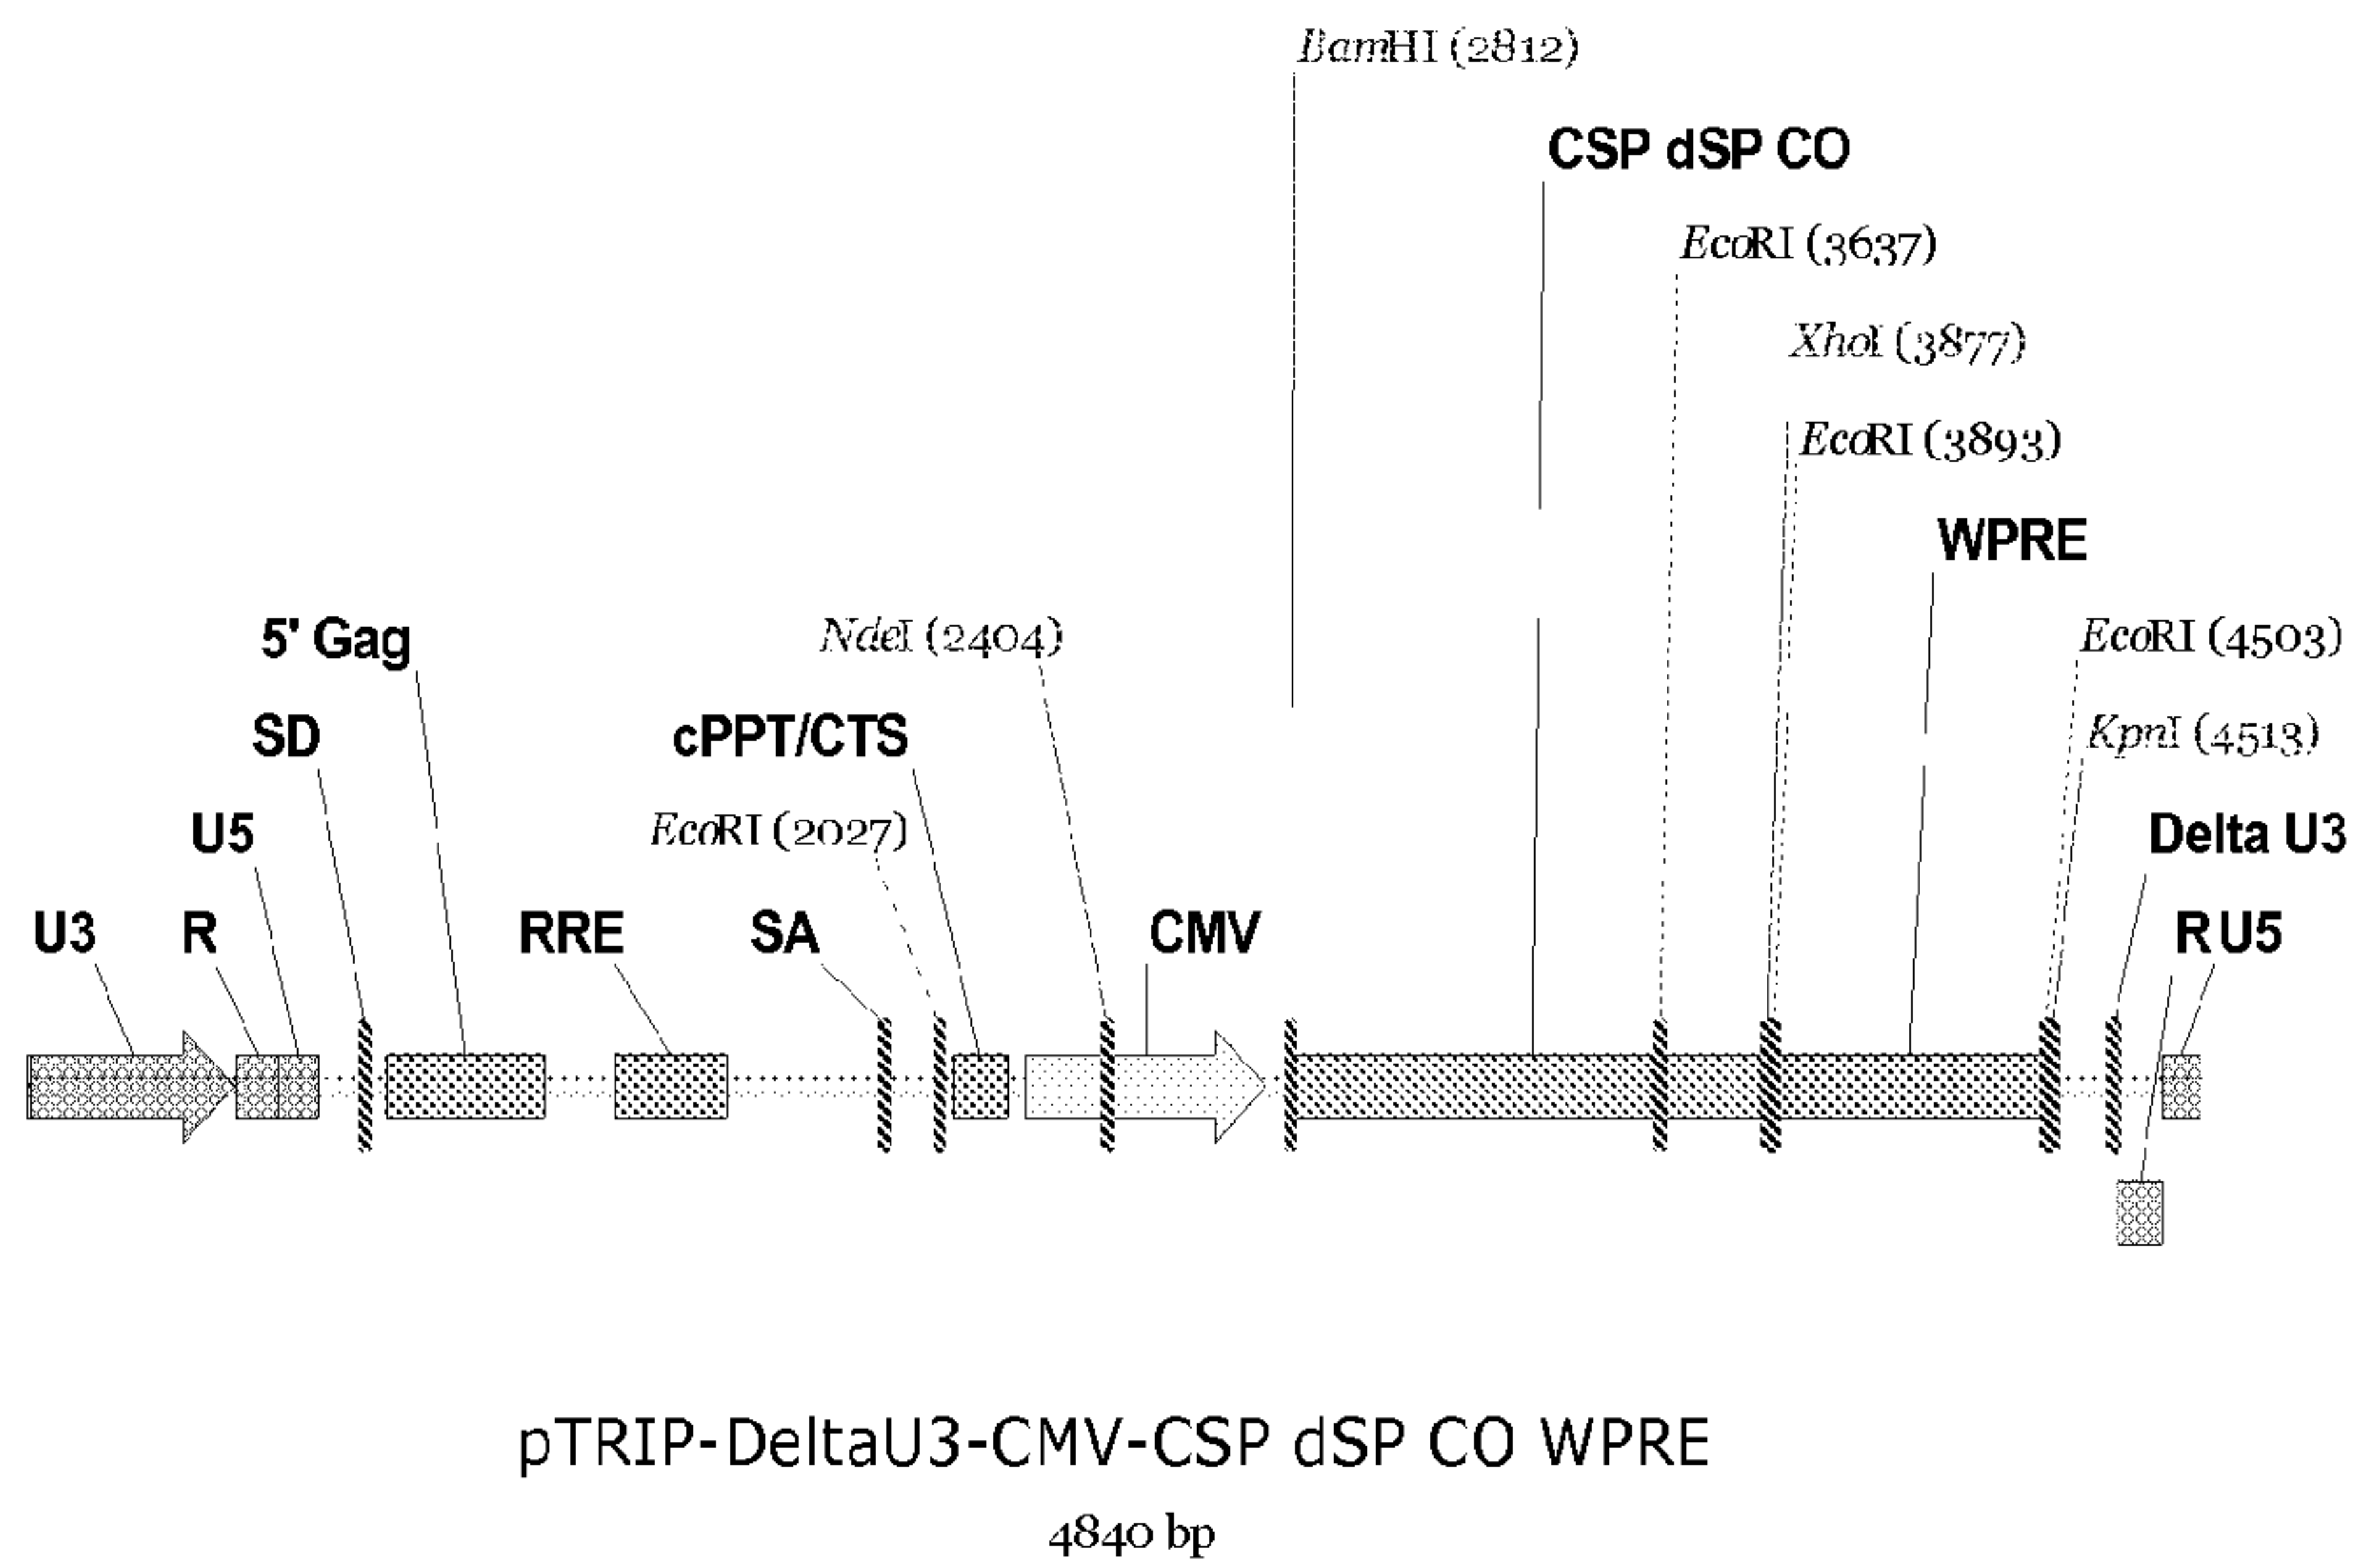 BamHI (2812)
CSP dSP CO
EcoRI (3637)
XhoI (3877)
EcoRI (3893)
WPRE
5' Gag
NdeI (2404)
EcoRI (4503)
SD
cPPT/CTS
KpnI (4513)
U5
EcoRI (2027)
Delta U3
U3 R RRE SA CMV R U5
pTRIP-DeltaU3-CMV-CSP dSP CO WPRE
4840 bp